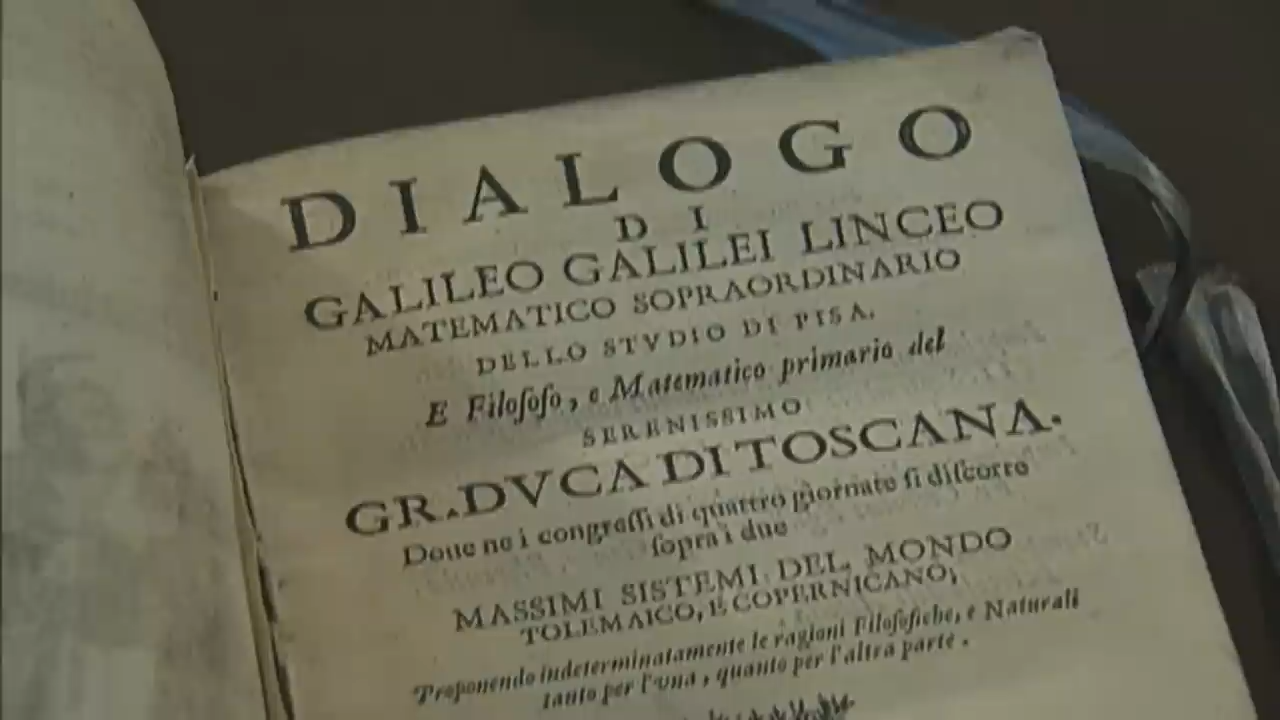 DIALOGO
DI
GALILEO GALILEI LINCEO
MATEMATICO SOPRAORDINARIO
DELLO STVDIO DI PISA.
E Filoſofo, e Matematico primario del
SERENISSIMO
GR.DVCA DI TOSCANA.
Doue ne i congreſſi di quattro giornate ſi diſcorre
ſopra i due
MASSIMI SISTEMI DEL MONDO
TOLEMAICO, E COPERNICANO;
Proponendo indeterminatamente le ragioni Filoſofiche, e Naturali
tanto per l'vna, quanto per l'altra parte.